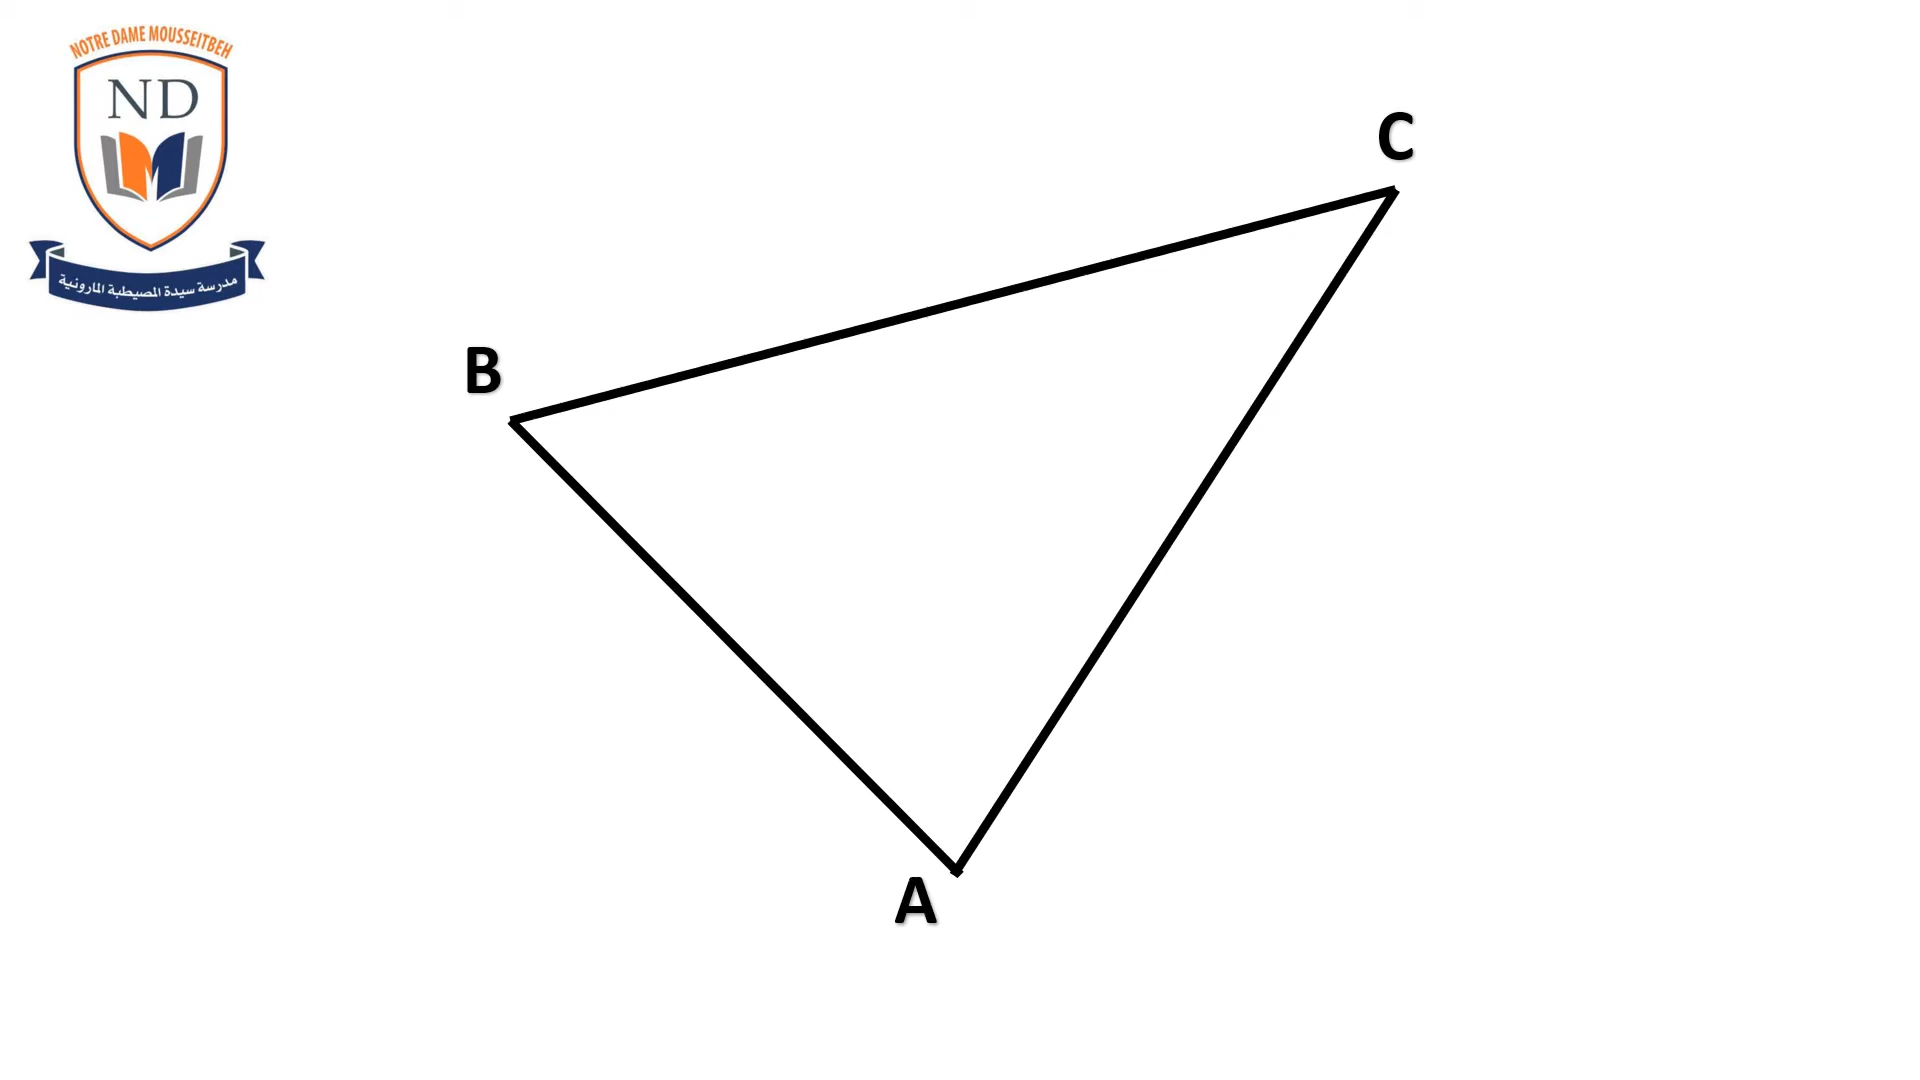 NOTRE DAME MOUSSEITBEH
ND
مدرسة سيدة المصيطبة المارونية
C
B
A